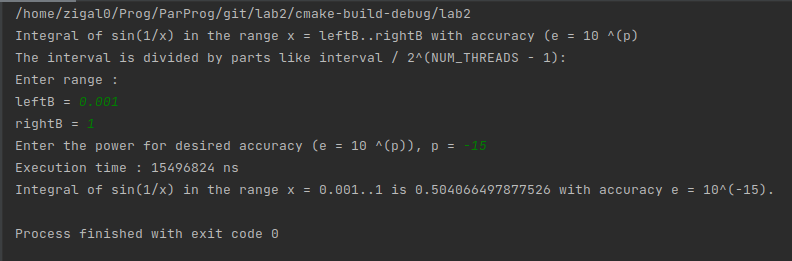 /home/zigal0/Prog/ParProg/git/lab2/cmake-build-debug/lab2
Integral of sin(1/x) in the range x = leftB..rightB with accuracy (e = 10 ^(p)
The interval is divided by parts like interval / 2^(NUM_THREADS - 1):
Enter range :
leftB = 0.001
rightB = 1
Enter the power for desired accuracy (e = 10 ^(p)), p = -15
Execution time : 15496824 ns
Integral of sin(1/x) in the range x = 0.001..1 is 0.504066497877526 with accuracy e = 10^(-15).
Process finished with exit code 0